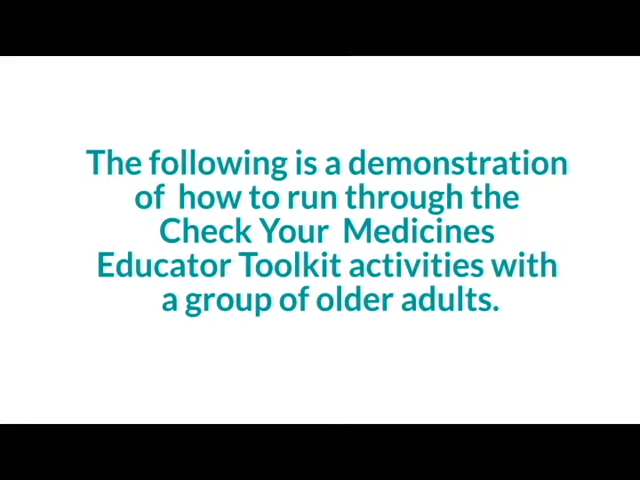 The following is a demonstration
of how to run through the
Check Your Medicines
Educator Toolkit activities with
a group of older adults.